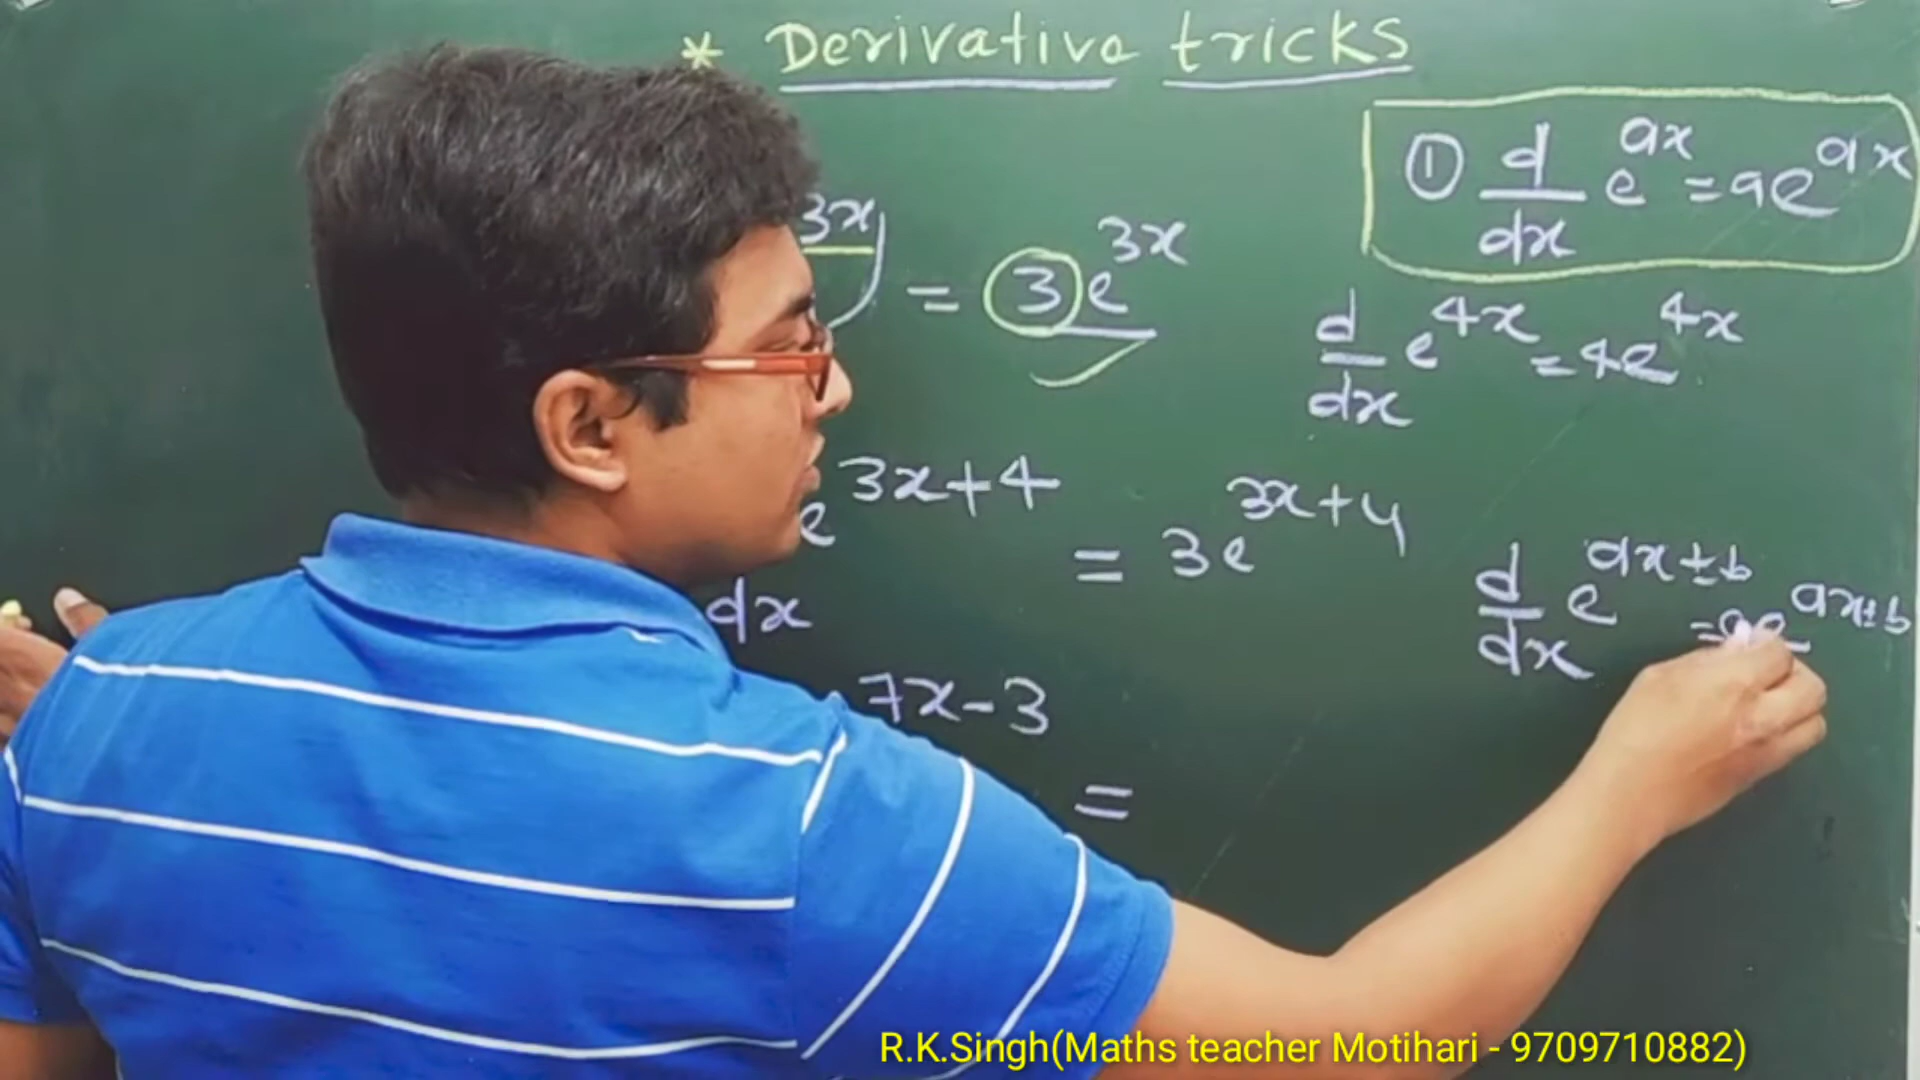 * Derivative tricks
① d/dx e^ax = ae^ax
3x = 3e^3x
d/dx e^4x = 4e^4x
e^3x+4 = 3e^3x+4
dx
d/dx e^ax±b = ae^ax±b
7x-3 =
R.K.Singh(Maths teacher Motihari - 9709710882)